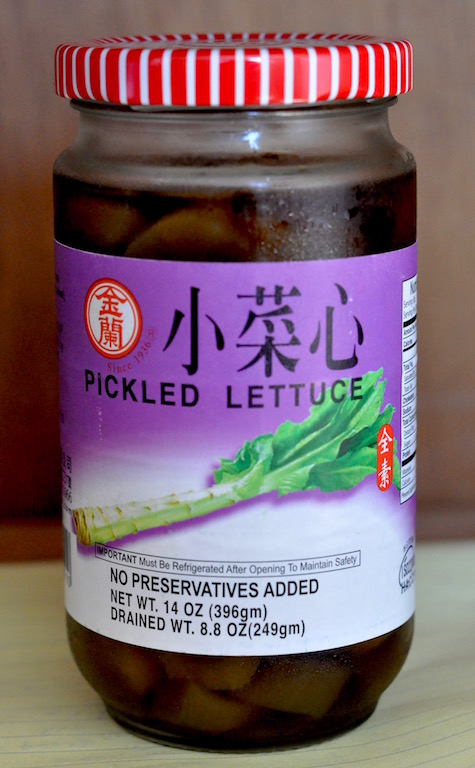 金蘭
Since 1936
小菜心
PiCKLED LETTUCE
全素
IMPORTANT Must Be Refrigerated After Opening To Maintain Safety
NO PRESERVATIVES ADDED
NET WT. 14 OZ (396gm)
DRAINED WT. 8.8 OZ(249gm)